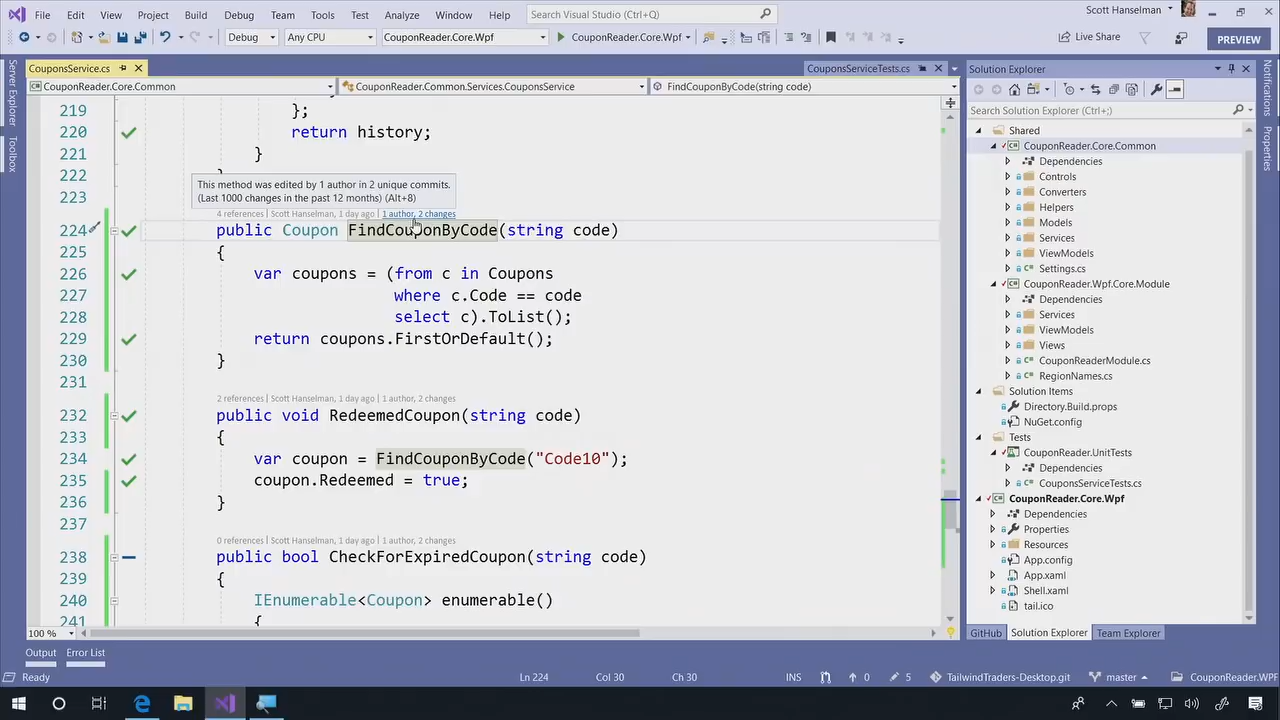 File Edit View Project Build Debug Team Tools Test Analyze Window Help Search Visual Studio (Ctrl+Q) Scott Hanselman
Debug Any CPU CouponReader.Core.Wpf CouponReader.Core.Wpf Live Share PREVIEW
Server Explorer
Toolbox
CouponsService.cs CouponsServiceTests.cs
CouponReader.Core.Common CouponReader.Common.Services.CouponsService FindCouponByCode(string code)
219 };
220 return history;
221 }
222
223
This method was edited by 1 author in 2 unique commits.
(Last 1000 changes in the past 12 months) (Alt+8)
4 references | Scott Hanselman, 1 day ago | 1 author, 2 changes
224 public Coupon FindCouponByCode(string code)
225 {
226 var coupons = (from c in Coupons
227 where c.Code == code
228 select c).ToList();
229 return coupons.FirstOrDefault();
230 }
231
2 references | Scott Hanselman, 1 day ago | 1 author, 2 changes
232 public void RedeemedCoupon(string code)
233 {
234 var coupon = FindCouponByCode("Code10");
235 coupon.Redeemed = true;
236 }
237
0 references | Scott Hanselman, 1 day ago | 1 author, 2 changes
238 public bool CheckForExpiredCoupon(string code)
239 {
240 IEnumerable<Coupon> enumerable()
241 {
100 %
Solution Explorer
Search Solution Explorer (Ctrl+;)
Shared
CouponReader.Core.Common
Dependencies
Controls
Converters
Helpers
Models
Services
ViewModels
Settings.cs
CouponReader.Wpf.Core.Module
Dependencies
Services
ViewModels
Views
CouponReaderModule.cs
RegionNames.cs
Solution Items
Directory.Build.props
NuGet.config
Tests
CouponReader.UnitTests
Dependencies
CouponsServiceTests.cs
CouponReader.Core.Wpf
Dependencies
Properties
Resources
App.config
App.xaml
Shell.xaml
tail.ico
GitHub Solution Explorer Team Explorer
Notifications
Properties
Output Error List
Ready Ln 224 Col 30 Ch 30 INS 0 5 TailwindTraders-Desktop.git master CouponReader.WPF